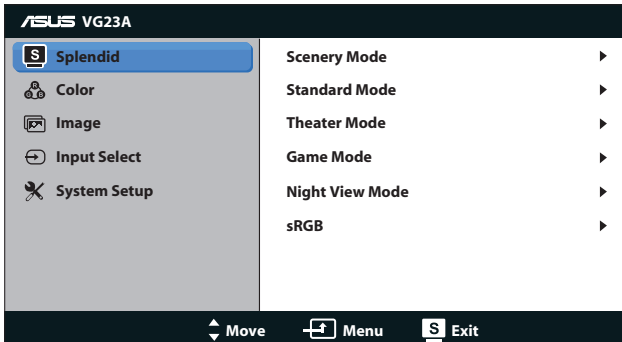 ASUS VG23A
S Splendid
Color
Image
Input Select
System Setup
Scenery Mode
Standard Mode
Theater Mode
Game Mode
Night View Mode
sRGB
Move Menu S Exit